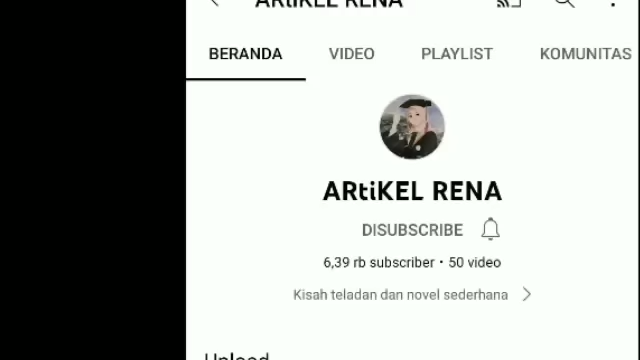 ARtiKEL RENA
BERANDA VIDEO PLAYLIST KOMUNITAS
ARtiKEL RENA
DISUBSCRIBE
6,39 rb subscriber • 50 video
Kisah teladan dan novel sederhana
Upload